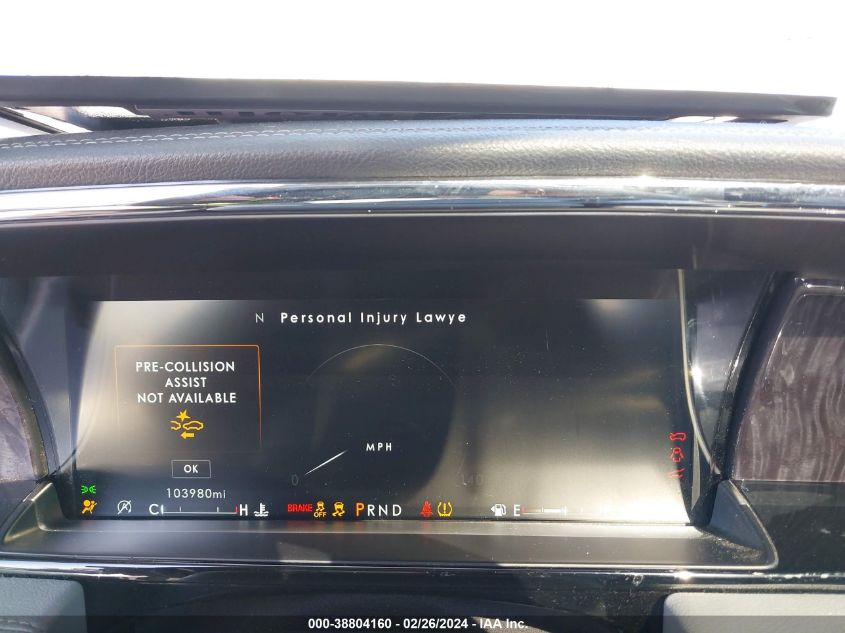 N Personal Injury Lawye
PRE-COLLISION
ASSIST
NOT AVAILABLE
OK
MPH
0
103980mi
C H BRAKE OFF PRND E
000-38804160 / 02/26/2024 - IAA Inc.